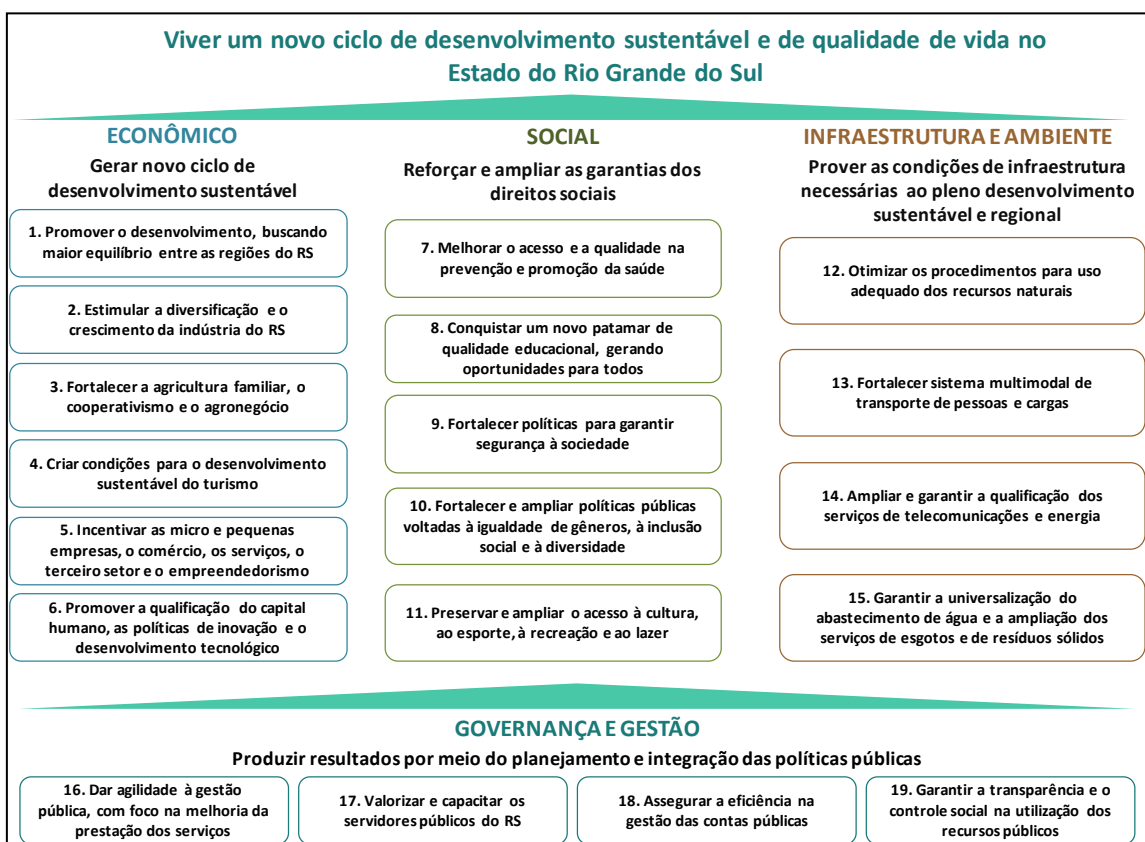 Viver um novo ciclo de desenvolvimento sustentável e de qualidade de vida no
Estado do Rio Grande do Sul
ECONÔMICO
Gerar novo ciclo de
desenvolvimento sustentável
1. Promover o desenvolvimento, buscando
maior equilíbrio entre as regiões do RS
2. Estimular a diversificação e o
crescimento da indústria do RS
3. Fortalecer a agricultura familiar, o
cooperativismo e o agronegócio
4. Criar condições para o desenvolvimento
sustentável do turismo
5. Incentivar as micro e pequenas
empresas, o comércio, os serviços, o
terceiro setor e o empreendedorismo
6. Promover a qualificação do capital
humano, as políticas de inovação e o
desenvolvimento tecnológico
SOCIAL
Reforçar e ampliar as garantias dos
direitos sociais
7. Melhorar o acesso e a qualidade na
prevenção e promoção da saúde
8. Conquistar um novo patamar de
qualidade educacional, gerando
oportunidades para todos
9. Fortalecer políticas para garantir
segurança à sociedade
10. Fortalecer e ampliar políticas públicas
voltadas à igualdade de gêneros, à inclusão
social e à diversidade
11. Preservar e ampliar o acesso à cultura,
ao esporte, à recreação e ao lazer
INFRAESTRUTURA E AMBIENTE
Prover as condições de infraestrutura
necessárias ao pleno desenvolvimento
sustentável e regional
12. Otimizar os procedimentos para uso
adequado dos recursos naturais
13. Fortalecer sistema multimodal de
transporte de pessoas e cargas
14. Ampliar e garantir a qualificação dos
serviços de telecomunicações e energia
15. Garantir a universalização do
abastecimento de água e a ampliação dos
serviços de esgotos e de resíduos sólidos
GOVERNANÇA E GESTÃO
Produzir resultados por meio do planejamento e integração das políticas públicas
16. Dar agilidade à gestão
pública, com foco na melhoria da
prestação dos serviços
17. Valorizar e capacitar os
servidores públicos do RS
18. Assegurar a eficiência na
gestão das contas públicas
19. Garantir a transparência e o
controle social na utilização dos
recursos públicos